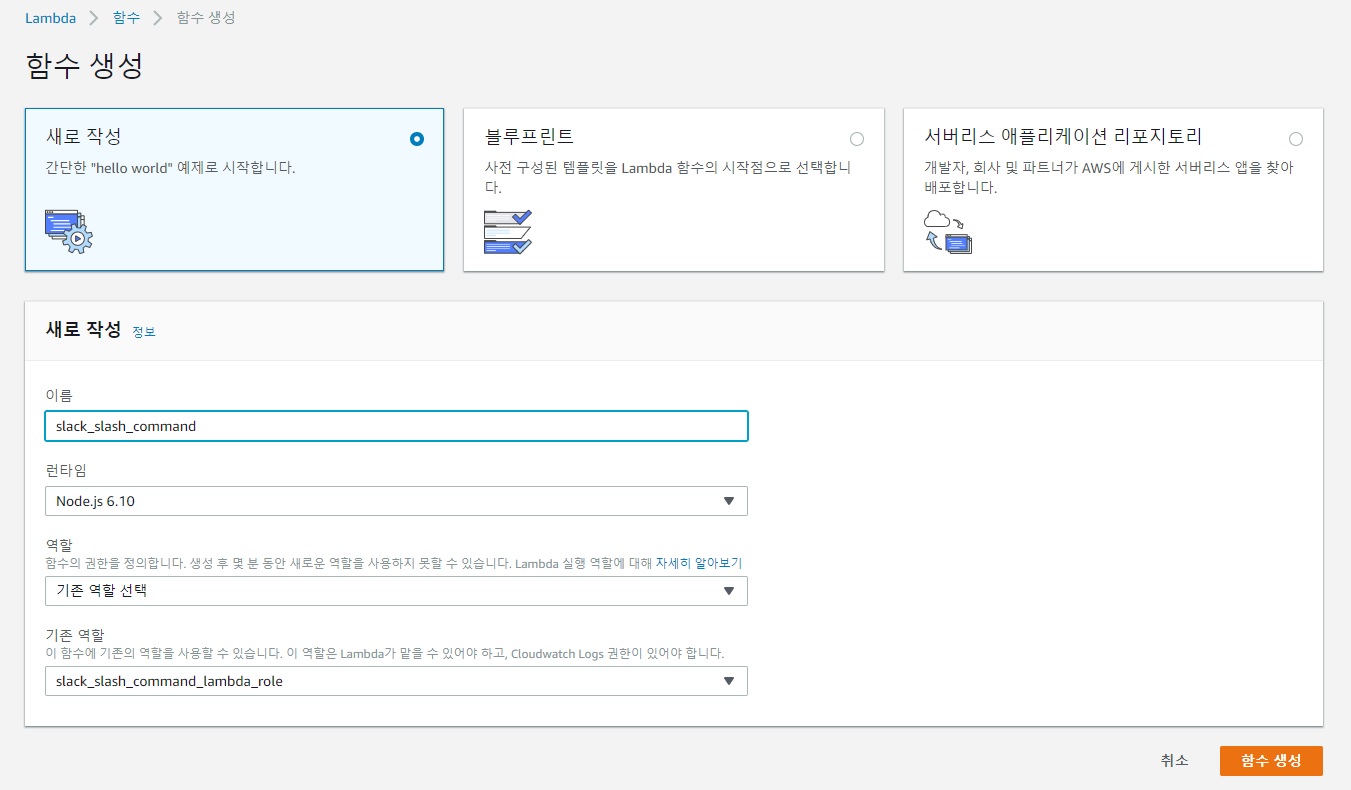 Lambda > 함수 > 함수 생성
함수 생성
새로 작성
간단한 "hello world" 예제로 시작합니다.
블루프린트
사전 구성된 템플릿을 Lambda 함수의 시작점으로 선택합니
다.
서버리스 애플리케이션 리포지토리
개발자, 회사 및 파트너가 AWS에 게시한 서버리스 앱을 찾아
배포합니다.
새로 작성 정보
이름
slack_slash_command
런타임
Node.js 6.10
역할
함수의 권한을 정의합니다. 생성 후 몇 분 동안 새로운 역할을 사용하지 못할 수 있습니다. Lambda 실행 역할에 대해 자세히 알아보기
기존 역할 선택
기존 역할
이 함수에 기존의 역할을 사용할 수 있습니다. 이 역할은 Lambda가 맡을 수 있어야 하고, Cloudwatch Logs 권한이 있어야 합니다.
slack_slash_command_lambda_role
취소 함수 생성